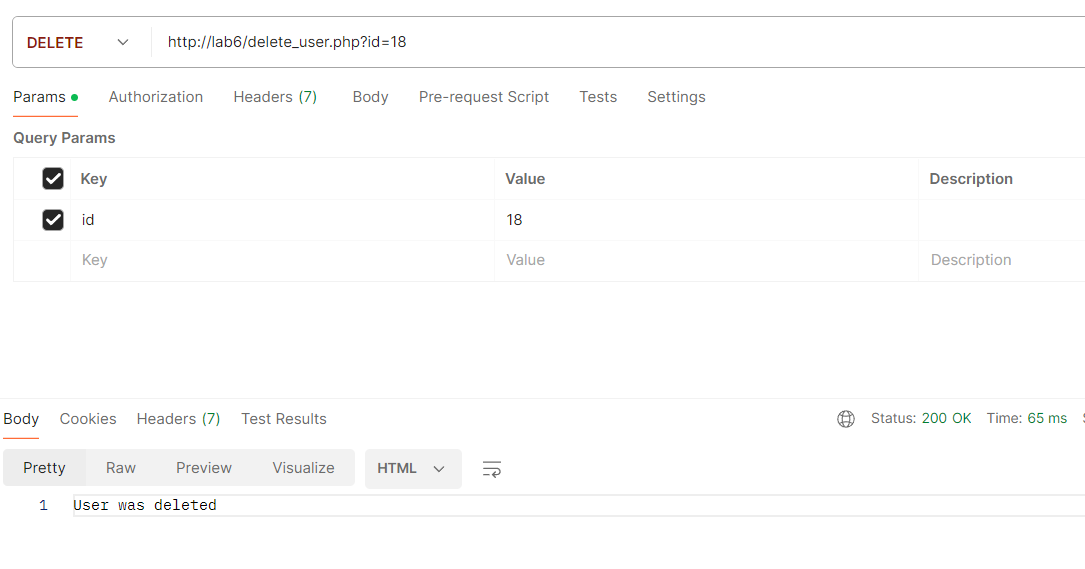 DELETE http://lab6/delete_user.php?id=18
Params Authorization Headers (7) Body Pre-request Script Tests Settings
Query Params
Key Value Description
id 18
Key Value Description
Body Cookies Headers (7) Test Results Status: 200 OK Time: 65 ms
Pretty Raw Preview Visualize HTML
1 User was deleted